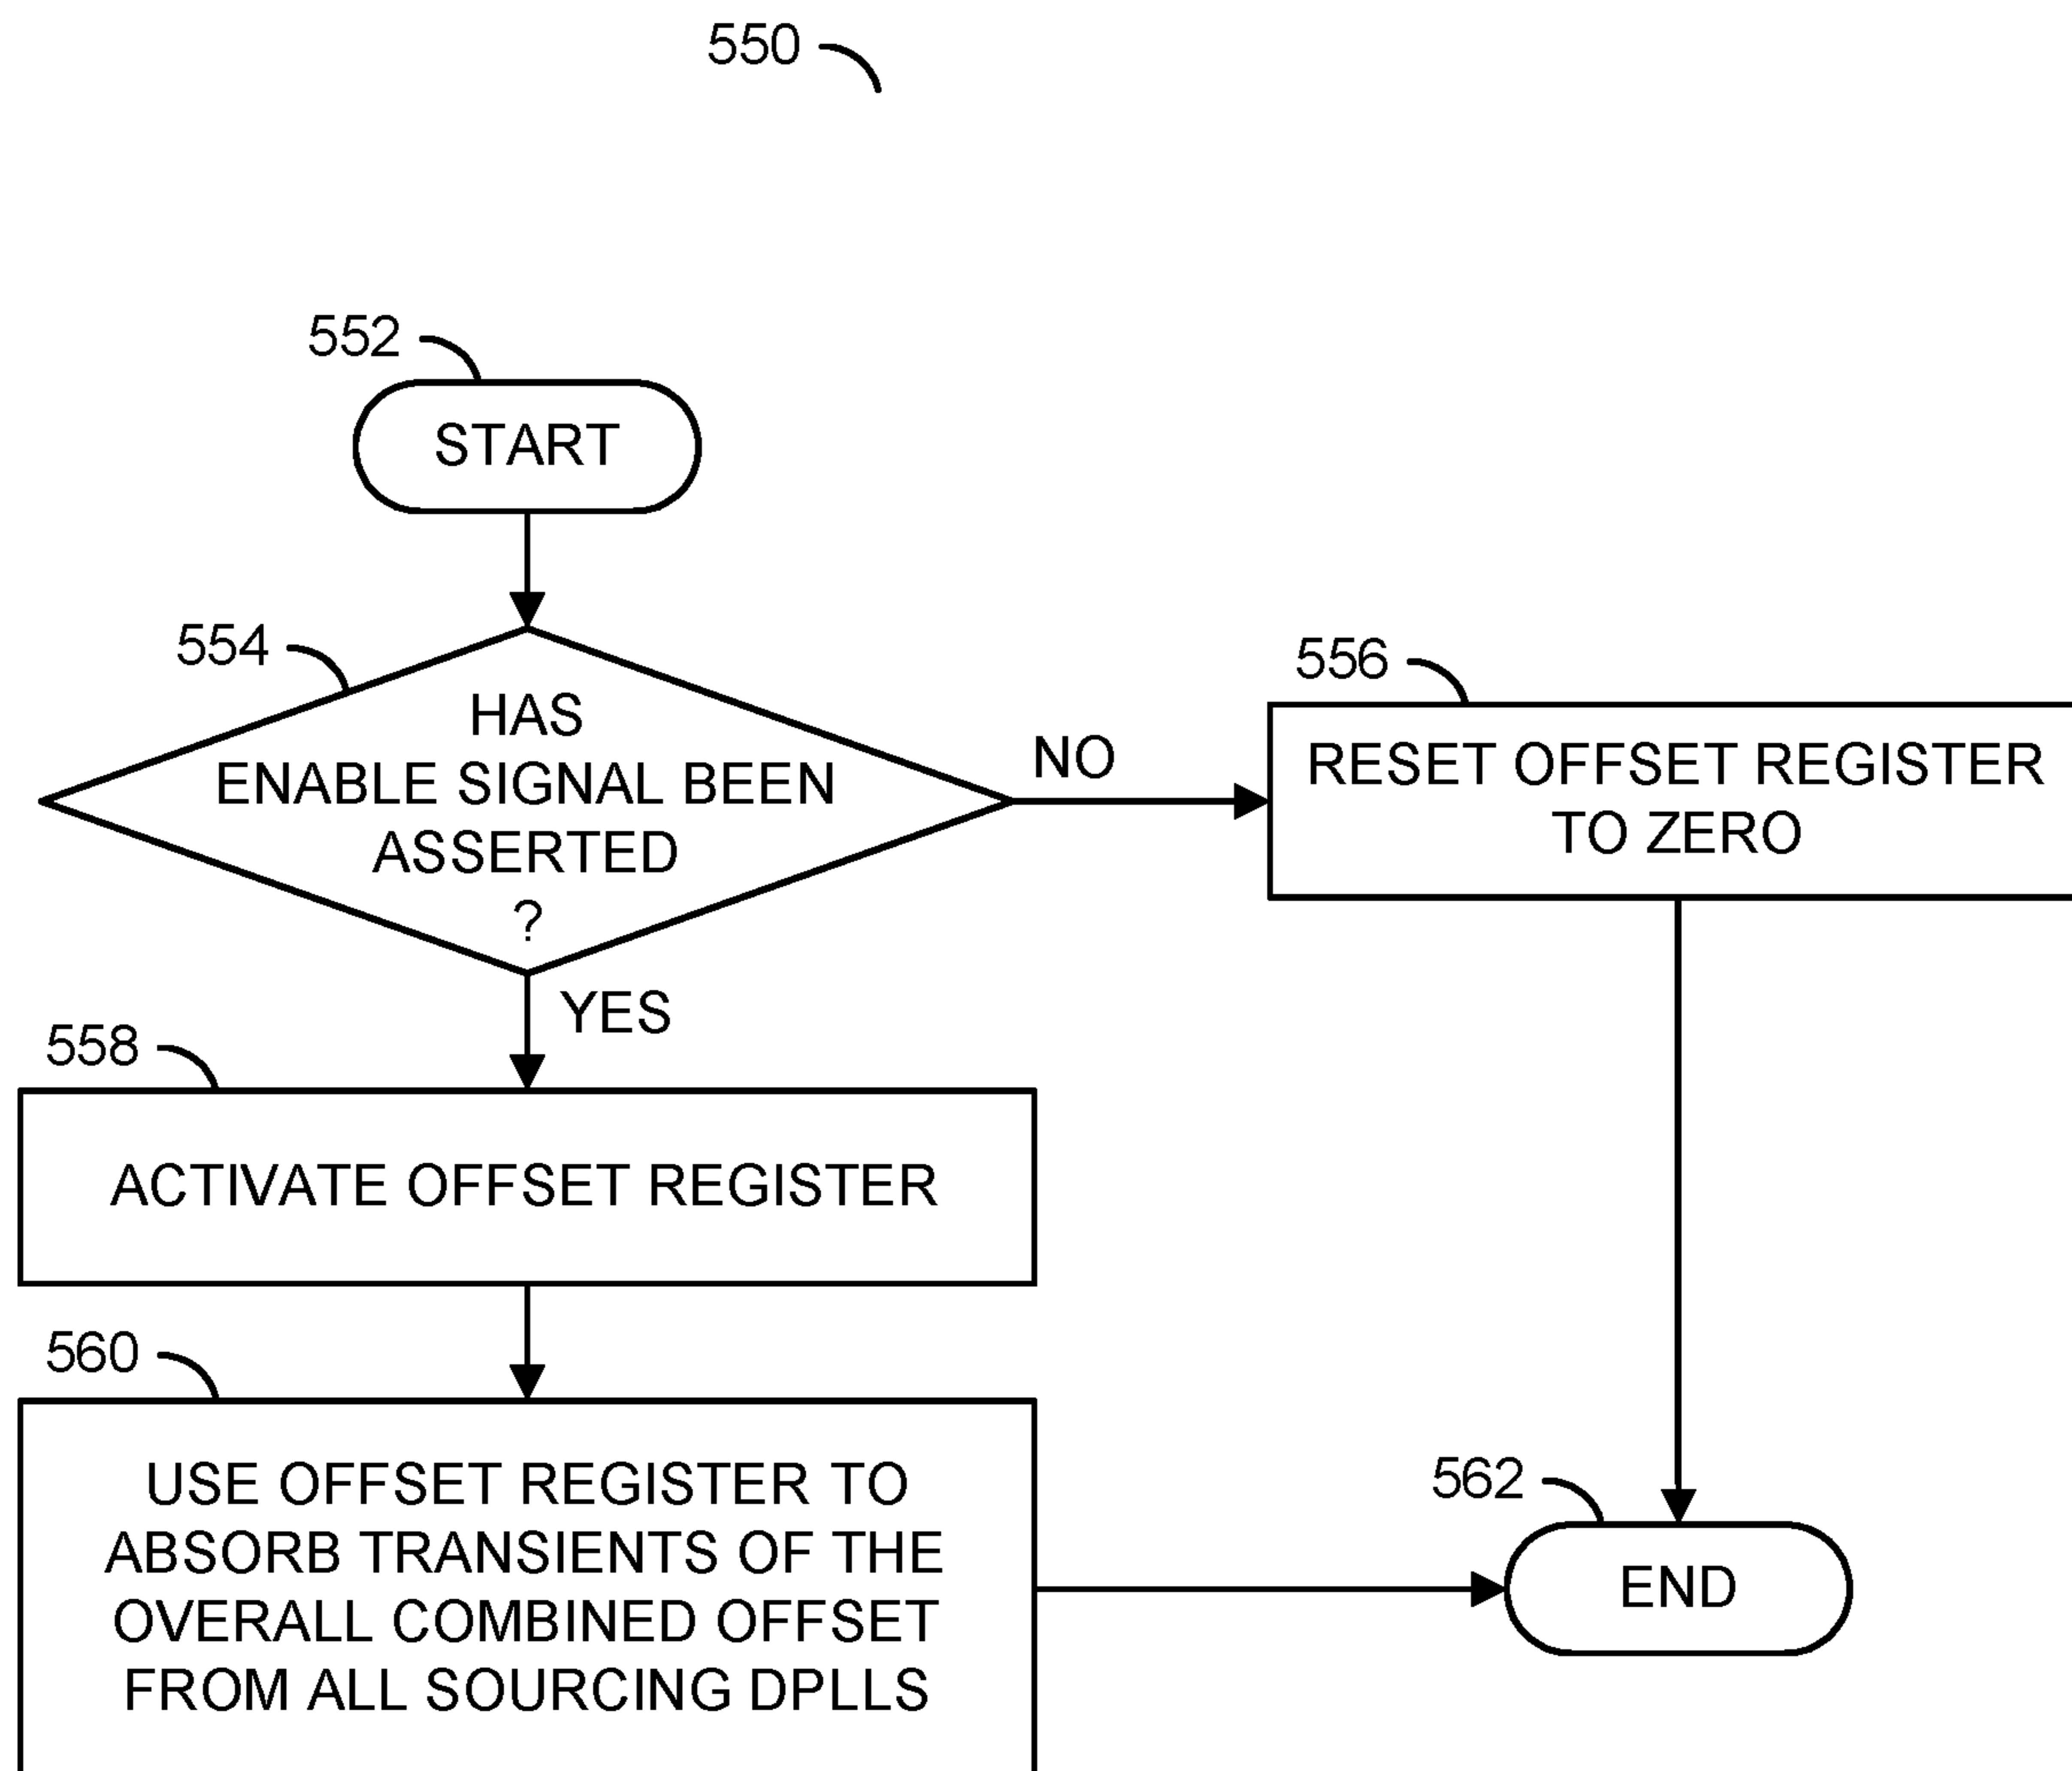 550
552
START
554
HAS
ENABLE SIGNAL BEEN
ASSERTED
?
NO
556
RESET OFFSET REGISTER
TO ZERO
YES
558
ACTIVATE OFFSET REGISTER
560
USE OFFSET REGISTER TO
ABSORB TRANSIENTS OF THE
OVERALL COMBINED OFFSET
FROM ALL SOURCING DPLLS
562
END